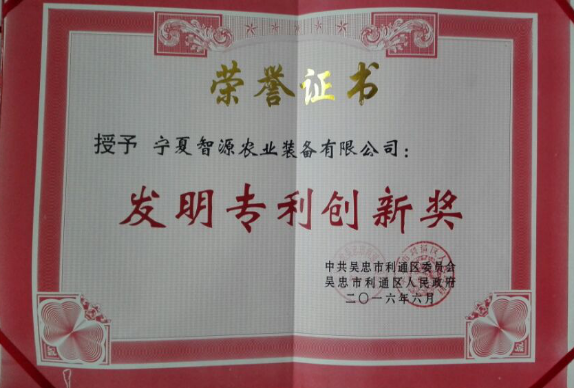 荣誉证书
授予 宁夏智源农业装备有限公司：
发明专利创新奖
中共吴忠市利通区委员会
吴忠市利通区人民政府
二〇一六年六月